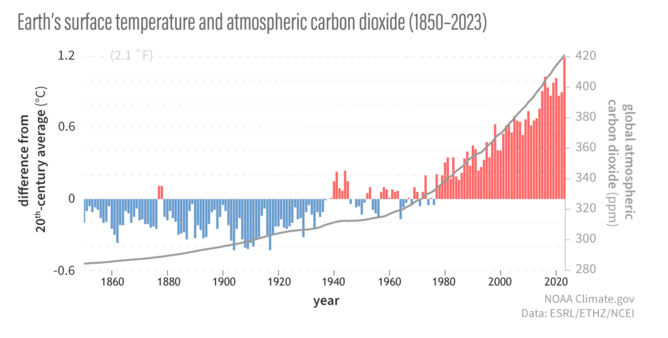 Earth's surface temperature and atmospheric carbon dioxide (1850–2023)
1.2
(2.1 °F)
0.6
0
-0.6
difference from
20th-century average (°C)
420
400
380
360
340
320
300
280
global atmospheric
carbon dioxide (ppm)
1860
1880
1900
1920
1940
1960
1980
2000
2020
year
NOAA Climate.gov
Data: ESRL/ETHZ/NCEI